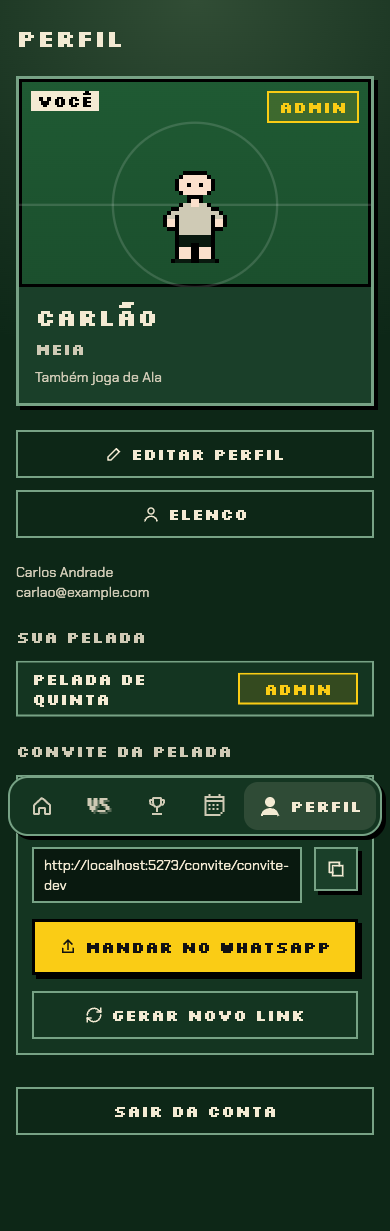 PERFIL
VOCÊ
ADMIN
CARLÃO
MEIA
Também joga de Ala
EDITAR PERFIL
ELENCO
Carlos Andrade
carlao@example.com
SUA PELADA
PELADA DE
QUINTA
ADMIN
CONVITE DA PELADA
VS
PERFIL
http://localhost:5273/convite/convite-
dev
MANDAR NO WHATSAPP
GERAR NOVO LINK
SAIR DA CONTA